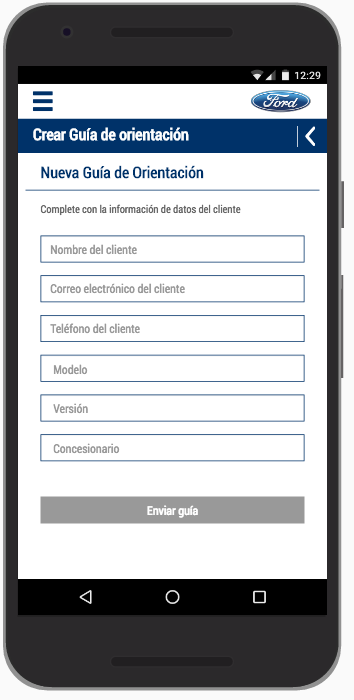 12:29
Ford
Crear Guía de orientación
Nueva Guía de Orientación
Complete con la información de datos del cliente
Nombre del cliente
Correo electrónico del cliente
Teléfono del cliente
Modelo
Versión
Concesionario
Enviar guía